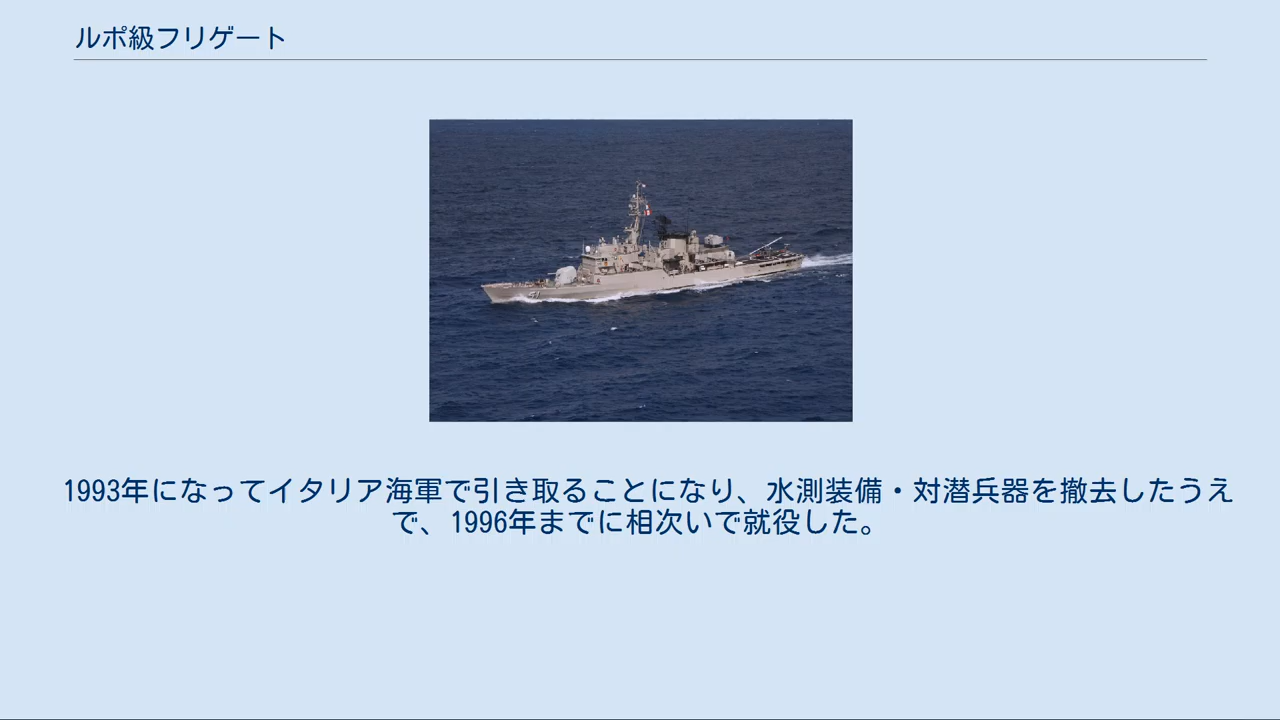 ルポ級フリゲート
1993年になってイタリア海軍で引き取ることになり、水測装備・対潜兵器を撤去したうえ
で、1996年までに相次いで就役した。